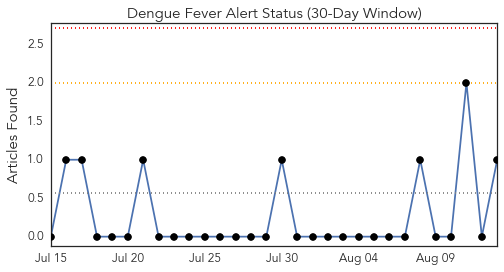 Dengue Fever Alert Status (30-Day Window)
Articles Found
2.5
2.0
1.5
1.0
0.5
0.0
Jul 15 Jul 20 Jul 25 Jul 30 Aug 04 Aug 09